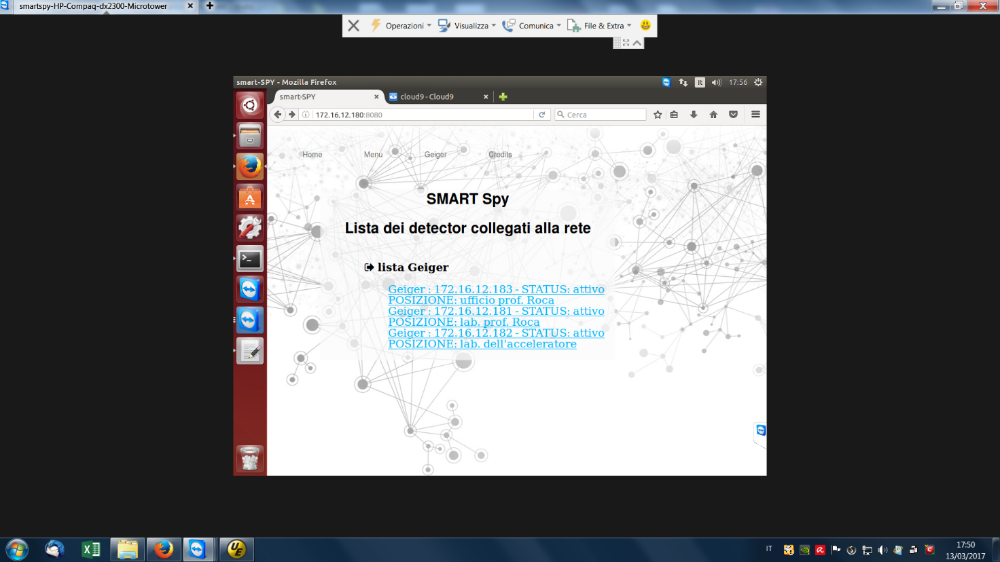 smartspy-HP-Compaq-dx2300-Microtower
Operazioni Visualizza Comunica File & Extra
smart-SPY - Mozilla Firefox
It 17:56
smart-SPY
cloud9 - Cloud9
172.16.12.180:8080
Cerca
Home Menu Geiger Credits
SMART Spy
Lista dei detector collegati alla rete
lista Geiger
Geiger : 172.16.12.183 - STATUS: attivo
POSIZIONE: ufficio prof. Roca
Geiger : 172.16.12.181 - STATUS: attivo
POSIZIONE: lab. prof. Roca
Geiger : 172.16.12.182 - STATUS: attivo
POSIZIONE: lab. dell'acceleratore
IT
17:50
13/03/2017